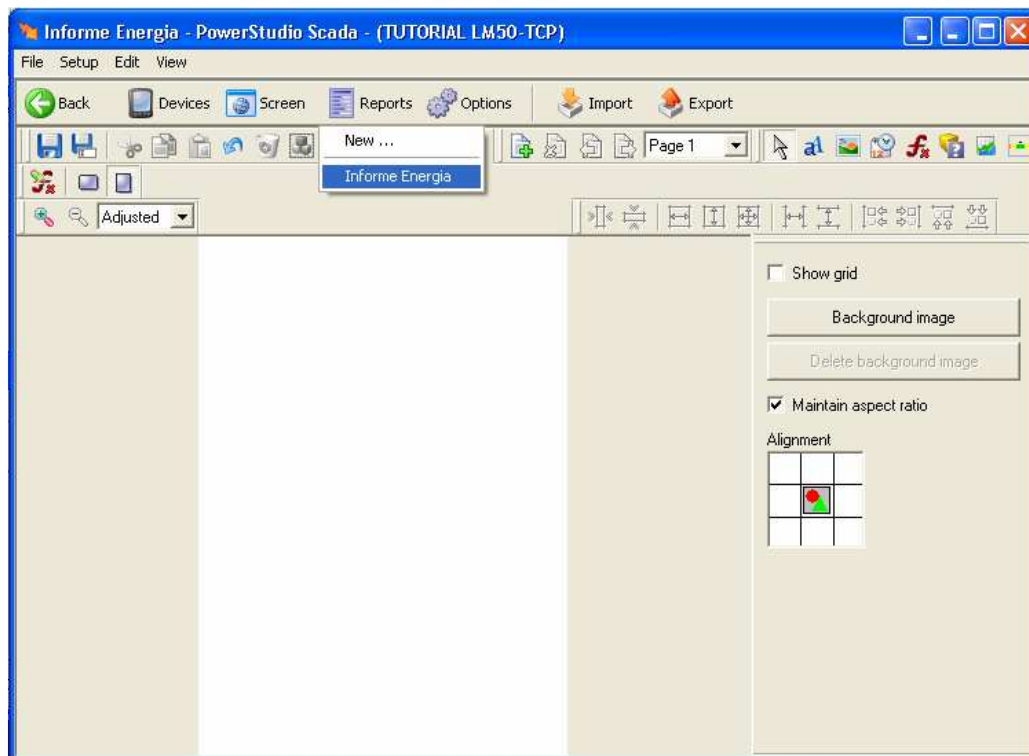 Informe Energia - PowerStudio Scada - (TUTORIAL LM50-TCP)
File Setup Edit View
Back Devices Screen Reports Options Import Export
New ...
Page 1
Informe Energia
Adjusted
Show grid
Background image
Delete background image
Maintain aspect ratio
Alignment